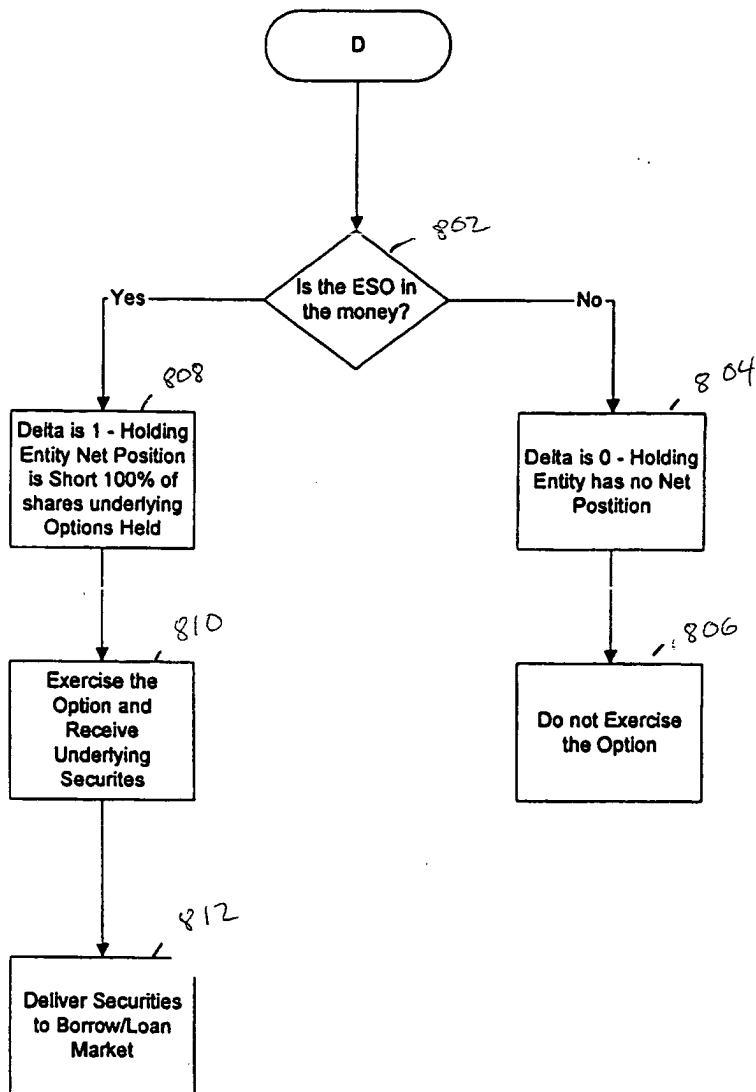 D
802
Is the ESO in
the money?
Yes
No
808
804
Delta is 1 - Holding
Entity Net Position
is Short 100% of
shares underlying
Options Held
Delta is 0 - Holding
Entity has no Net
Postition
810
806
Exercise the
Option and
Receive
Underlying
Securites
Do not Exercise
the Option
812
Deliver Securities
to Borrow/Loan
Market